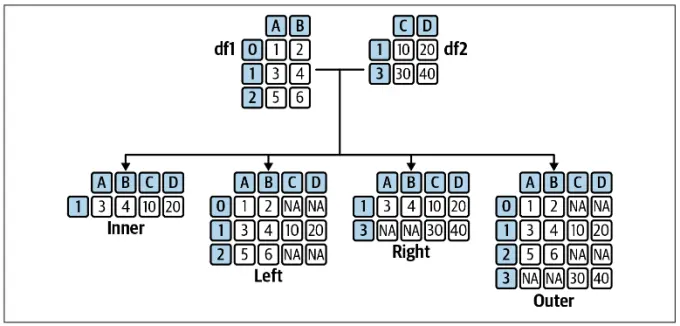 A B
df1 0 1 2
1 3 4
2 5 6
C D
1 10 20 df2
3 30 40
A B C D
1 3 4 10 20
Inner
A B C D
0 1 2 NA NA
1 3 4 10 20
2 5 6 NA NA
Left
A B C D
1 3 4 10 20
3 NA NA 30 40
Right
A B C D
0 1 2 NA NA
1 3 4 10 20
2 5 6 NA NA
3 NA NA 30 40
Outer